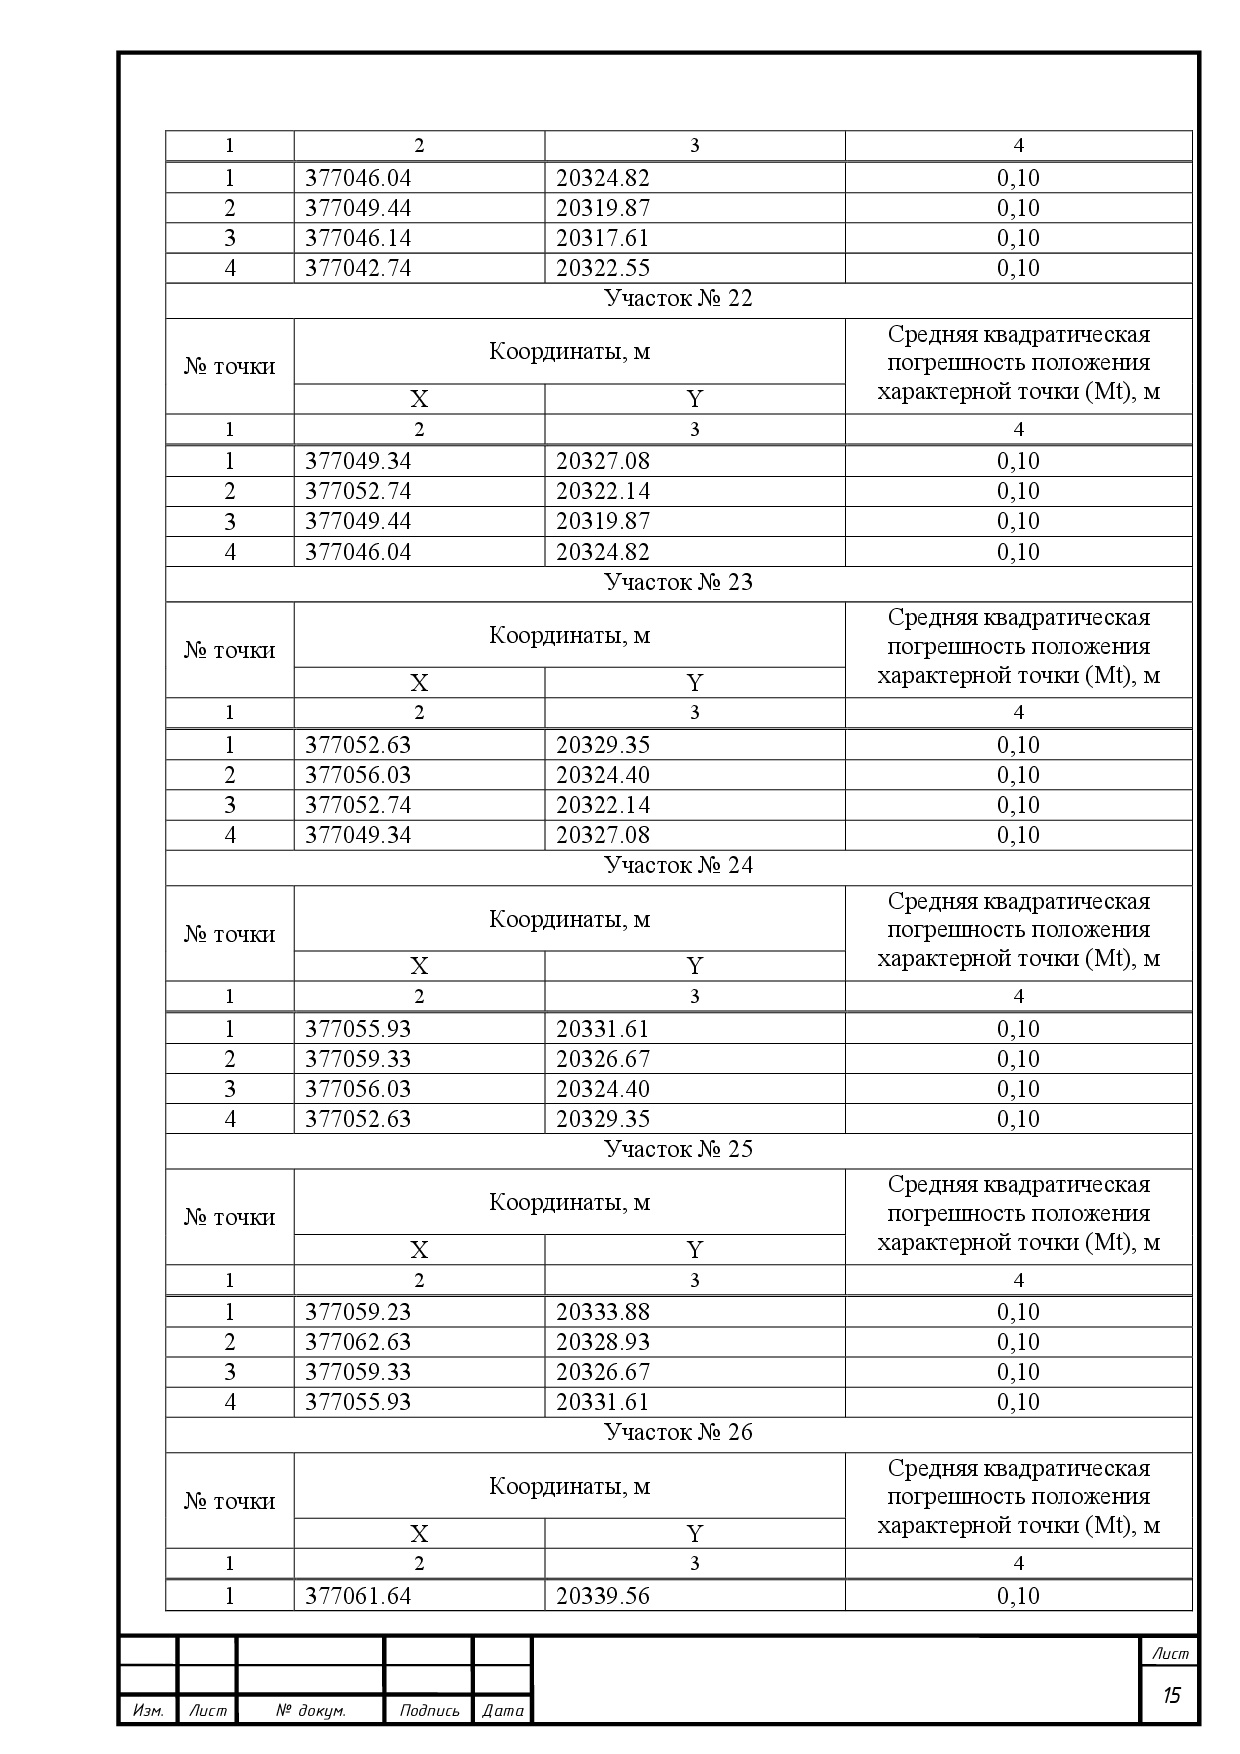 1 2 3 4
1 377046.04 20324.82 0,10
2 377049.44 20319.87 0,10
3 377046.14 20317.61 0,10
4 377042.74 20322.55 0,10
Участок № 22
№ точки
Координаты, м
Средняя квадратическая
погрешность положения
характерной точки (Mt), м
X Y
1 2 3 4
1 377049.34 20327.08 0,10
2 377052.74 20322.14 0,10
3 377049.44 20319.87 0,10
4 377046.04 20324.82 0,10
Участок № 23
№ точки
Координаты, м
Средняя квадратическая
погрешность положения
характерной точки (Mt), м
X Y
1 2 3 4
1 377052.63 20329.35 0,10
2 377056.03 20324.40 0,10
3 377052.74 20322.14 0,10
4 377049.34 20327.08 0,10
Участок № 24
№ точки
Координаты, м
Средняя квадратическая
погрешность положения
характерной точки (Mt), м
X Y
1 2 3 4
1 377055.93 20331.61 0,10
2 377059.33 20326.67 0,10
3 377056.03 20324.40 0,10
4 377052.63 20329.35 0,10
Участок № 25
№ точки
Координаты, м
Средняя квадратическая
погрешность положения
характерной точки (Mt), м
X Y
1 2 3 4
1 377059.23 20333.88 0,10
2 377062.63 20328.93 0,10
3 377059.33 20326.67 0,10
4 377055.93 20331.61 0,10
Участок № 26
№ точки
Координаты, м
Средняя квадратическая
погрешность положения
характерной точки (Mt), м
X Y
1 2 3 4
1 377061.64 20339.56 0,10
Лист
15
Изм. Лист № докум. Подпись Дата